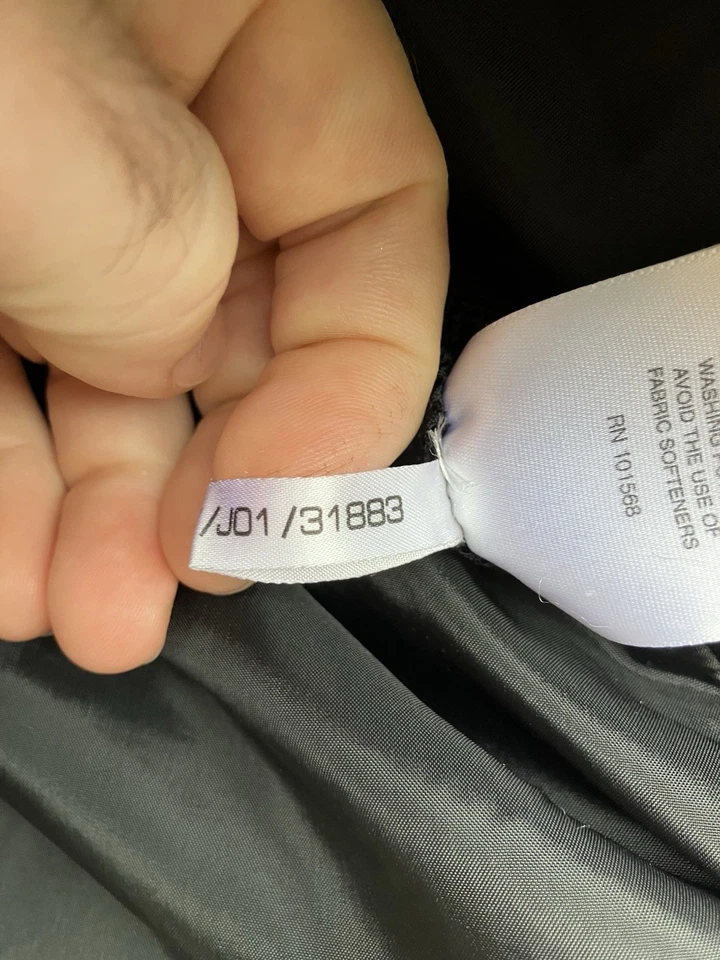 /J01 /31883
WASHING
AVOID THE USE OF
FABRIC SOFTENERS
RN 101568